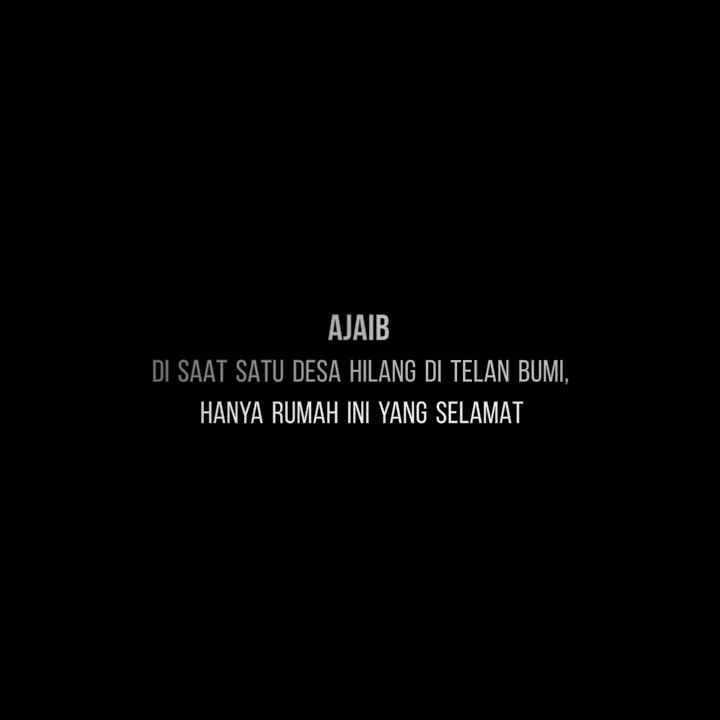 AJAIB
DI SAAT SATU DESA HILANG DI TELAN BUMI,
HANYA RUMAH INI YANG SELAMAT